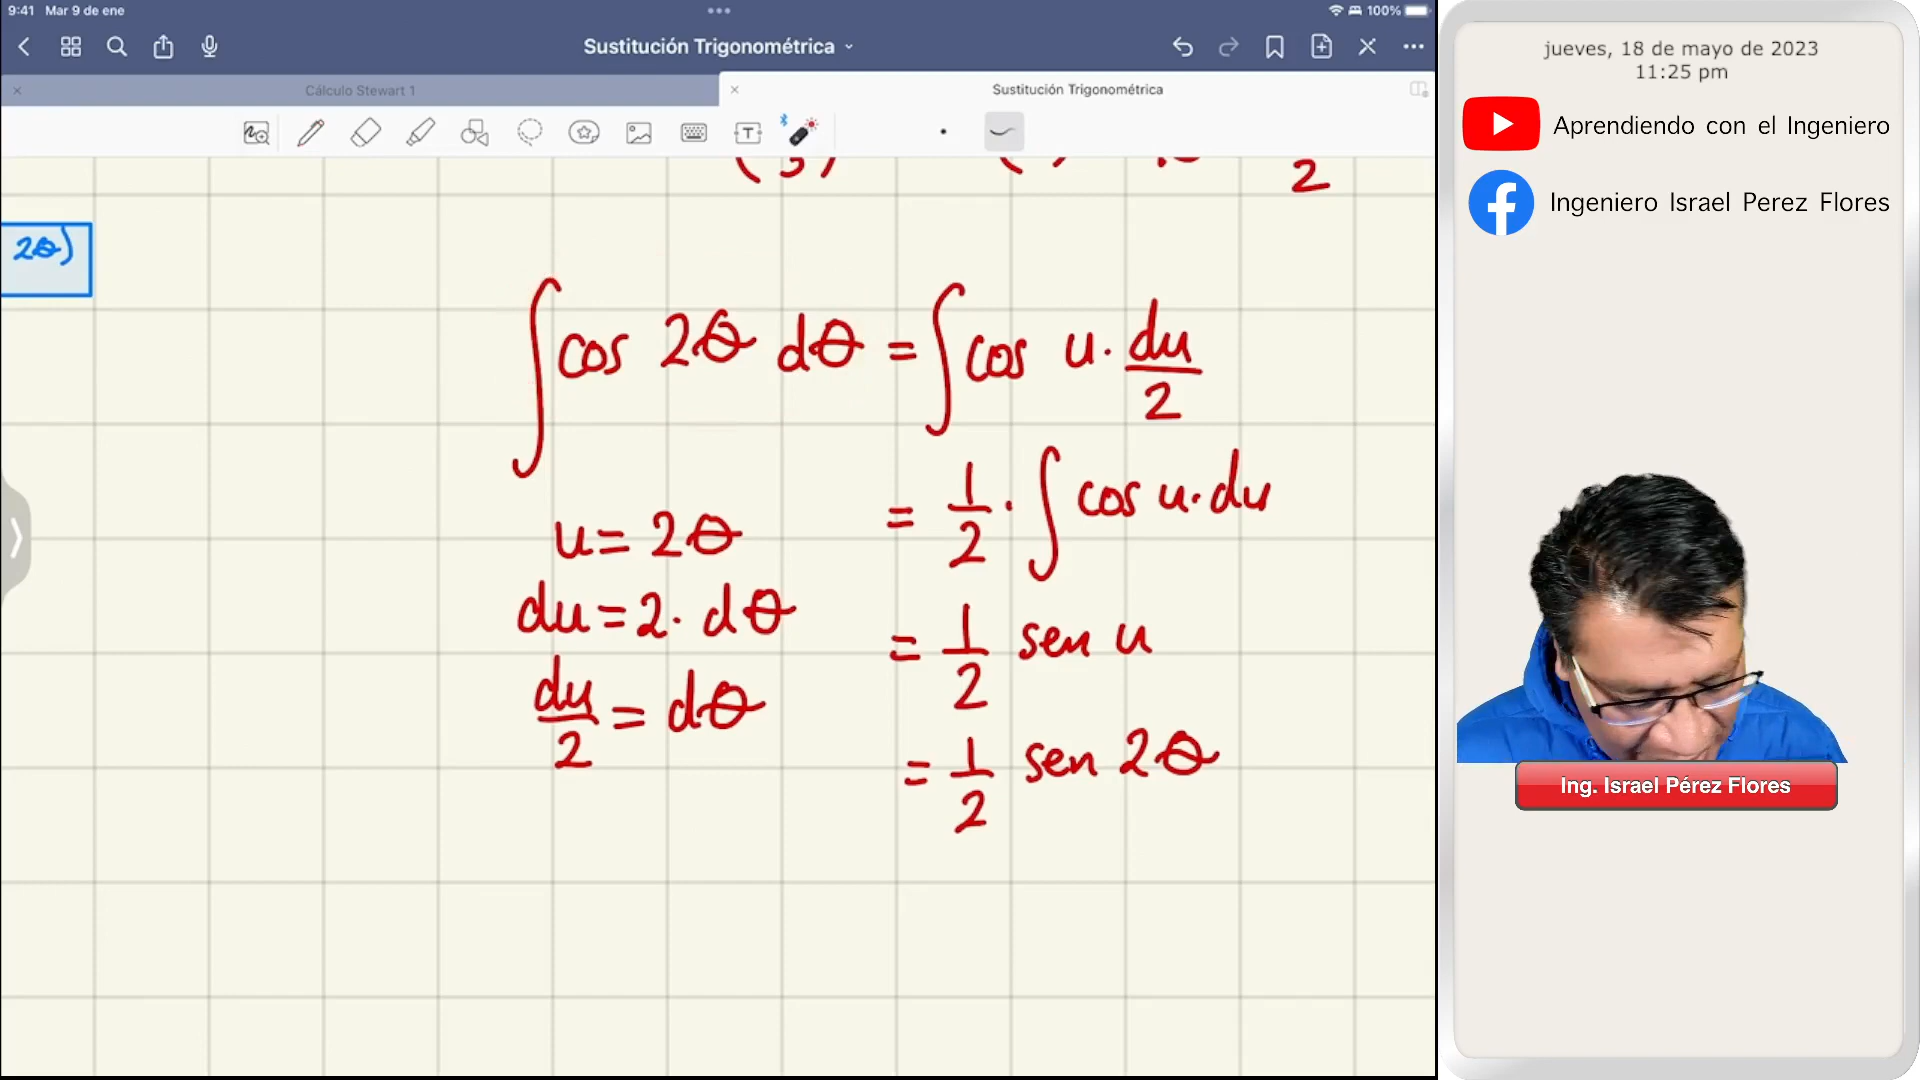 9:41 Mar 9 de ene
100%
Sustitución Trigonométrica
Cálculo Stewart 1
Sustitución Trigonométrica
T
2
2θ)
∫ cos 2θ dθ = ∫ cos u · du/2
= 1/2 · ∫ cos u · du
u = 2θ
du = 2 · dθ
= 1/2 sen u
du/2 = dθ
= 1/2 sen 2θ
jueves, 18 de mayo de 2023
11:25 pm
Aprendiendo con el Ingeniero
Ingeniero Israel Perez Flores
Ing. Israel Pérez Flores